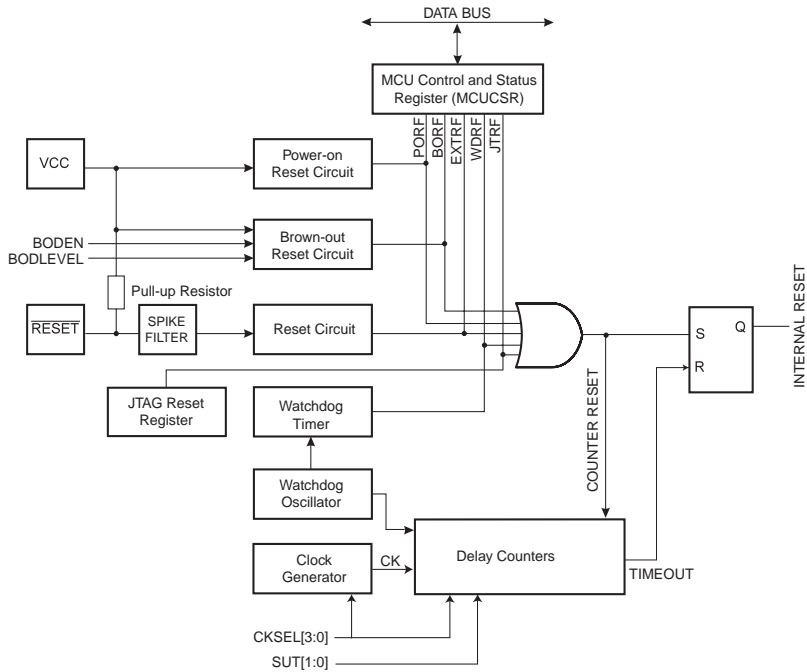 DATA BUS
MCU Control and Status
Register (MCUCSR)
PORF
BORF
EXTRF
WDRF
JTRF
VCC
Power-on
Reset Circuit
BODEN
BODLEVEL
Brown-out
Reset Circuit
Pull-up Resistor
RESET
SPIKE
FILTER
Reset Circuit
JTAG Reset
Register
Watchdog
Timer
Watchdog
Oscillator
Clock
Generator
CK
Delay Counters
CKSEL[3:0]
SUT[1:0]
COUNTER RESET
TIMEOUT
S
R
Q
INTERNAL RESET